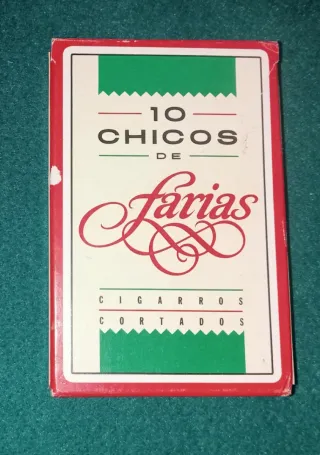 10
CHICOS
DE
farias
CIGARROS
CORTADOS